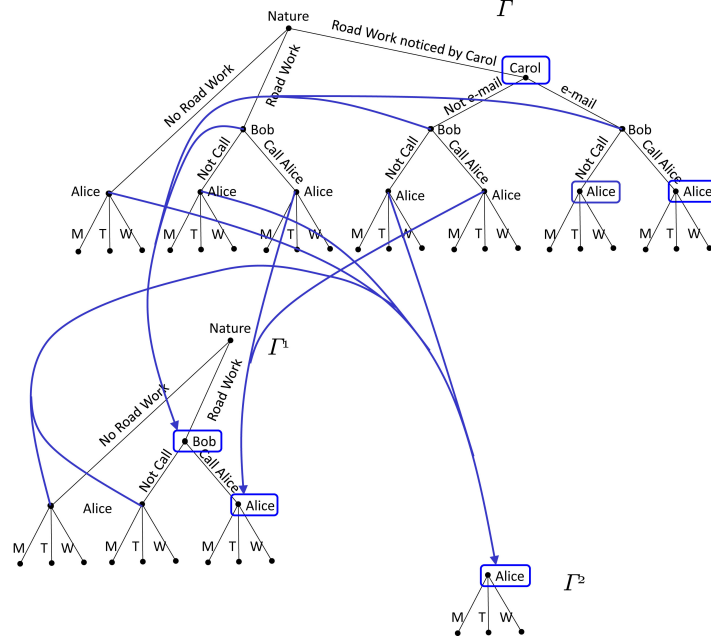 Γ
Nature
Road Work noticed by Carol
Carol
No Road Work
Road Work
Not e-mail
e-mail
Bob
Bob
Bob
Not Call
Call Alice
Not Call
Call Alice
Not Call
Call Alice
Alice
Alice
Alice
Alice
Alice
Alice
Alice
M T W
M T W
M T W
M T W
M T W
M T W
M T W
Nature
Γ¹
No Road Work
Road Work
Bob
Not Call
Call Alice
Alice
Alice
M T W
M T W
M T W
Alice
Γ²
M T W